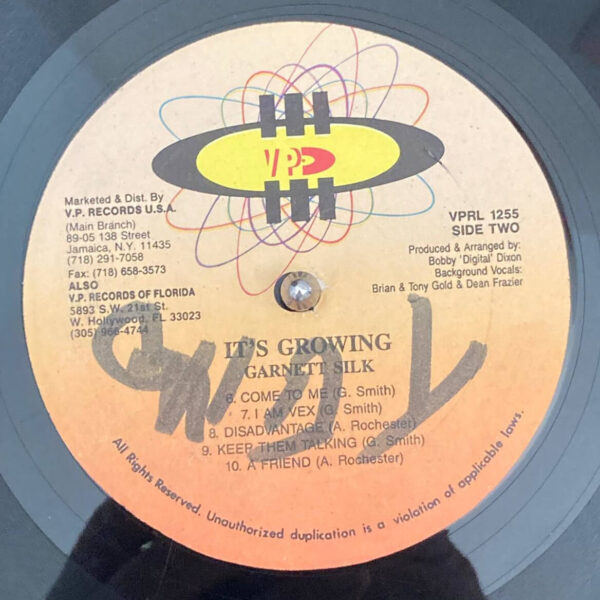 VP
Marketed & Dist. By
V.P. RECORDS U.S.A.
(Main Branch)
89-05 138 Street
Jamaica, N.Y. 11435
(718) 291-7058
Fax: (718) 658-3573
ALSO
V.P. RECORDS OF FLORIDA
5893 S.W. 21st St.
W. Hollywood, FL 33023
(305) 966-4744
VPRL 1255
SIDE TWO
Produced & Arranged by:
Bobby 'Digital' Dixon
Background Vocals:
Brian & Tony Gold & Dean Frazier
IT'S GROWING
GARNETT SILK
6. COME TO ME (G. Smith)
7. I AM VEX (G. Smith)
8. DISADVANTAGE (A. Rochester)
9. KEEP THEM TALKING (G. Smith)
10. A FRIEND (A. Rochester)
All Rights Reserved. Unauthorized duplication is a violation of applicable laws.